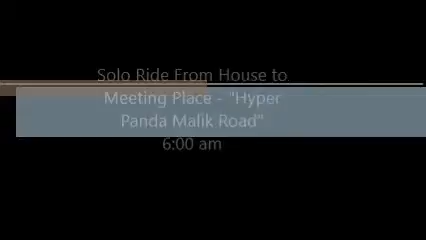 Solo Ride From House to
Meeting Place - "Hyper
Panda Malik Road"
6:00 am